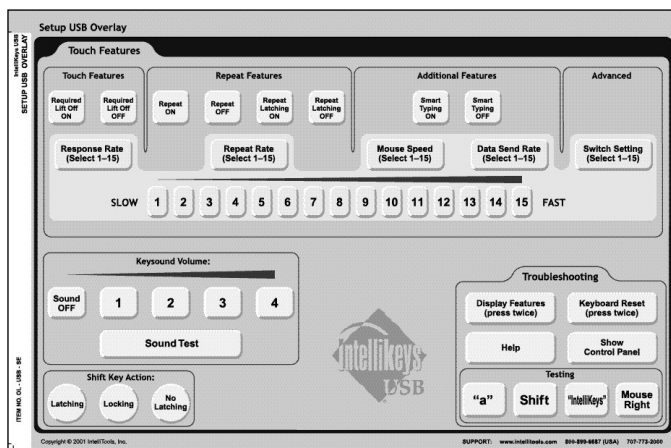 Setup USB Overlay
IntelliKeys USB
SETUP USB OVERLAY
Touch Features
Touch Features
Repeat Features
Additional Features
Advanced
Required
Lift Off
ON
Required
Lift Off
OFF
Repeat
ON
Repeat
OFF
Repeat
Latching
ON
Repeat
Latching
OFF
Smart
Typing
ON
Smart
Typing
OFF
Response Rate
(Select 1–15)
Repeat Rate
(Select 1–15)
Mouse Speed
(Select 1–15)
Data Send Rate
(Select 1–15)
Switch Setting
(Select 1–15)
SLOW 1 2 3 4 5 6 7 8 9 10 11 12 13 14 15 FAST
Keysound Volume:
Sound
OFF
1 2 3 4
Sound Test
Shift Key Action:
Latching
Locking
No
Latching
Intellikeys
USB
Troubleshooting
Display Features
(press twice)
Keyboard Reset
(press twice)
Help
Show
Control Panel
Testing
“a”
Shift
“IntelliKeys”
Mouse
Right
ITEM NO. OL - USB - SE
Copyright © 2001 IntelliTools, Inc.
SUPPORT: www.intellitools.com 800-899-6687 (USA) 707-773-2000